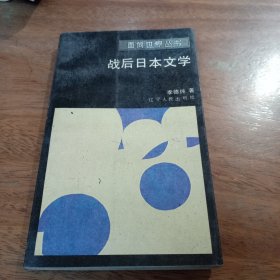 面向世界丛书
战后日本文学
李德纯 著
辽宁人民出版社